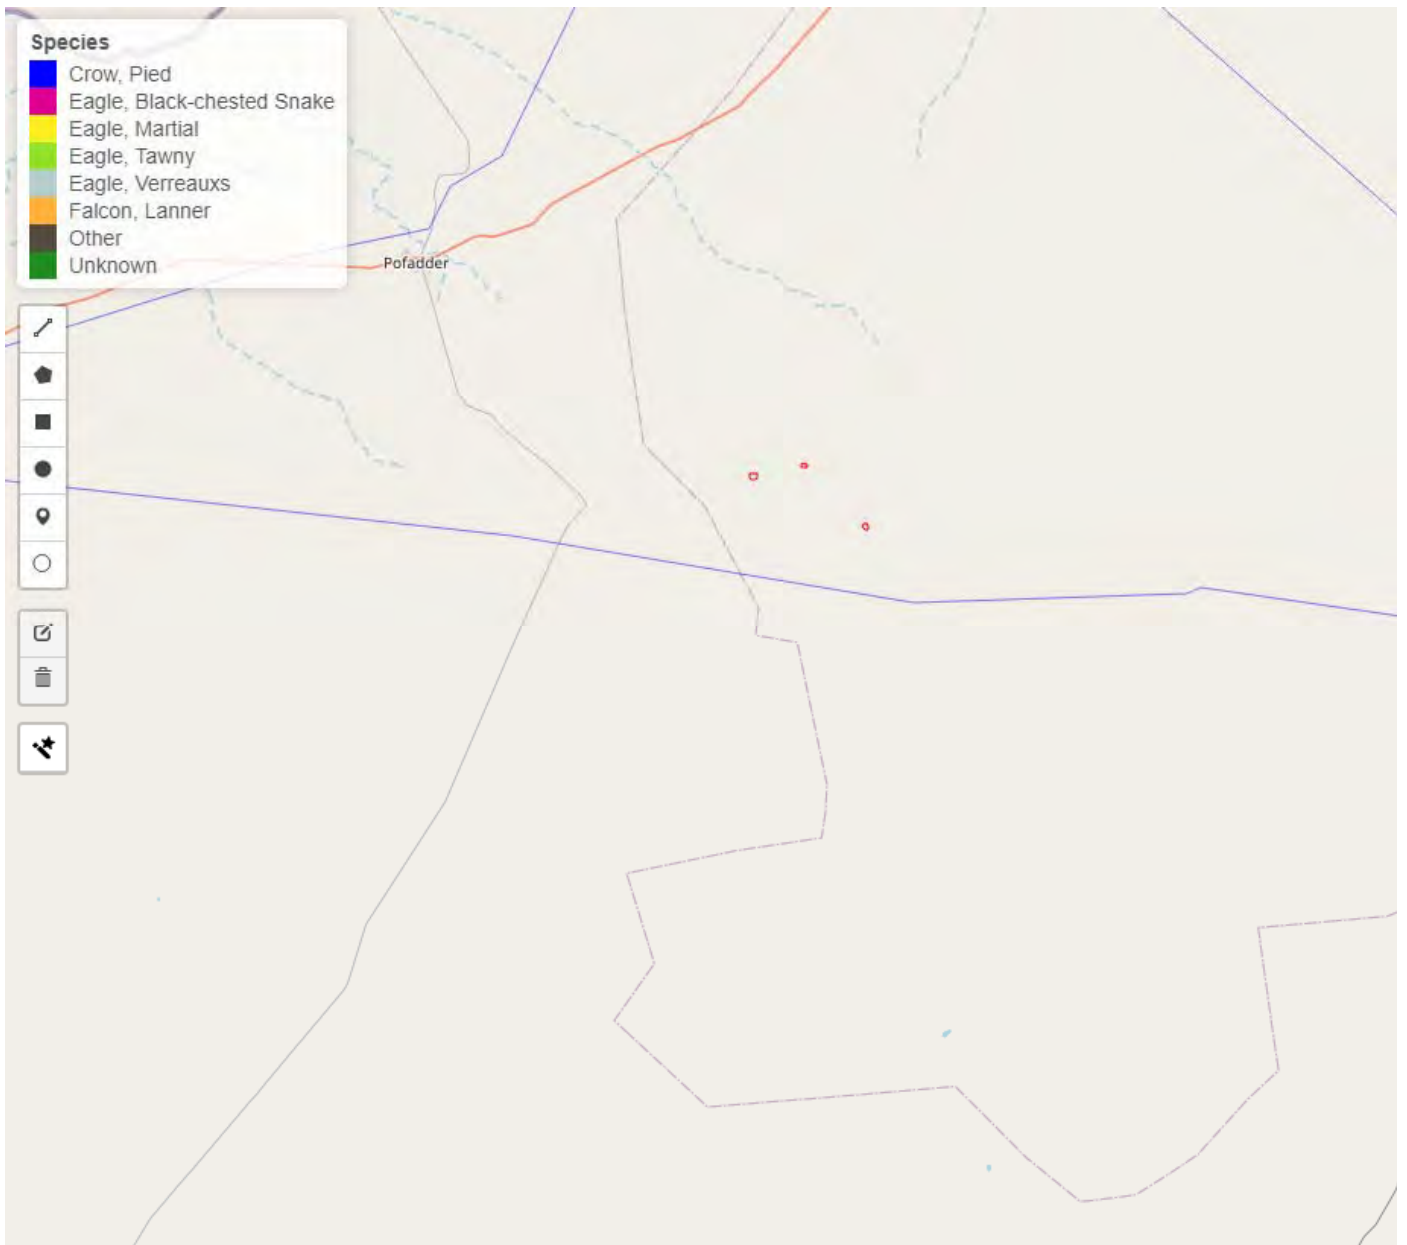 Species
Crow, Pied
Eagle, Black-chested Snake
Eagle, Martial
Eagle, Tawny
Eagle, Verreauxs
Falcon, Lanner
Other
Unknown
Pofadder